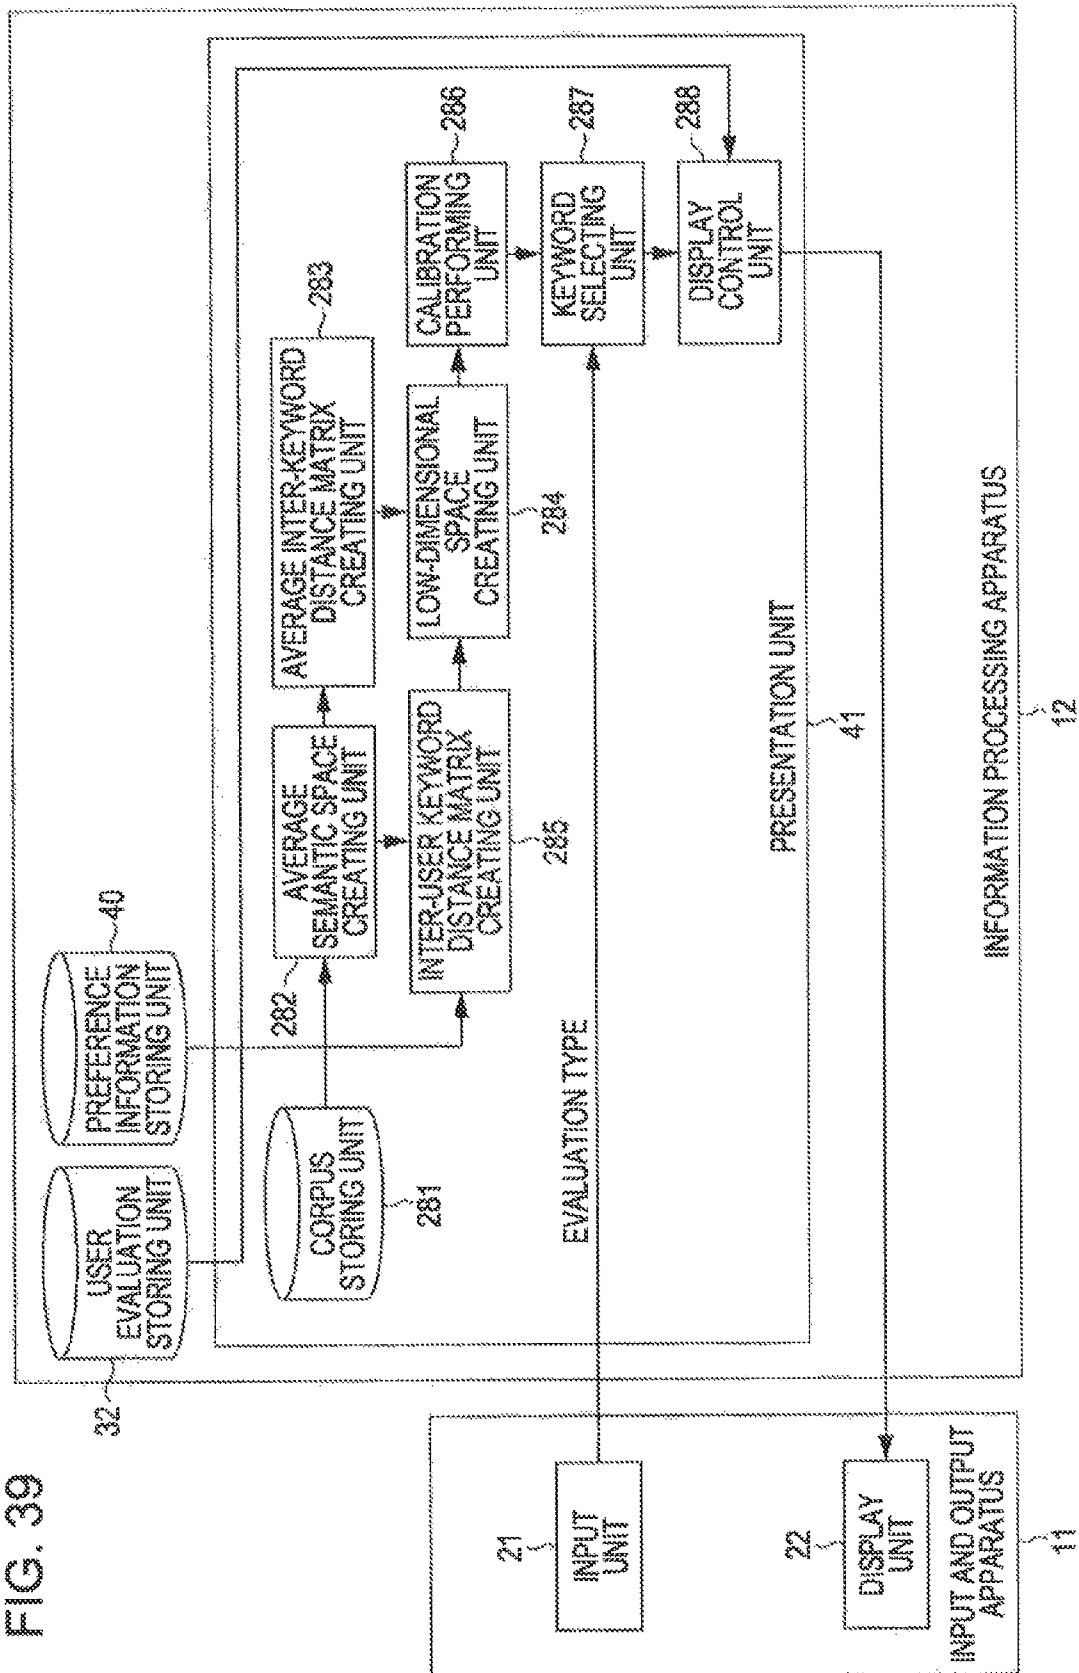 FIG. 39
32
USER
EVALUATION
STORING UNIT
40
PREFERENCE
INFORMATION
STORING UNIT
CORPUS
STORING UNIT
281
282
AVERAGE
SEMANTIC SPACE
CREATING UNIT
AVERAGE INTER-KEYWORD
DISTANCE MATRIX
CREATING UNIT
283
INTER-USER KEYWORD
DISTANCE MATRIX
CREATING UNIT
285
LOW-DIMENSIONAL
SPACE
CREATING UNIT
284
CALIBRATION
PERFORMING
UNIT
286
21
INPUT
UNIT
EVALUATION TYPE
KEYWORD
SELECTING
UNIT
287
DISPLAY
CONTROL
UNIT
288
PRESENTATION UNIT
41
22
DISPLAY
UNIT
INPUT AND OUTPUT
APPARATUS
11
INFORMATION PROCESSING APPARATUS
12